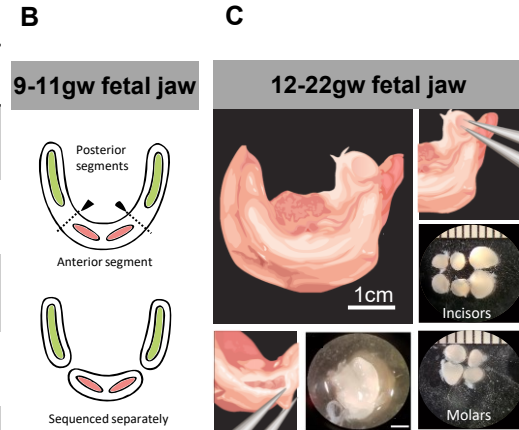 B
C
9-11gw fetal jaw
12-22gw fetal jaw
Posterior
segments
Anterior segment
Sequenced separately
1cm
Incisors
Molars